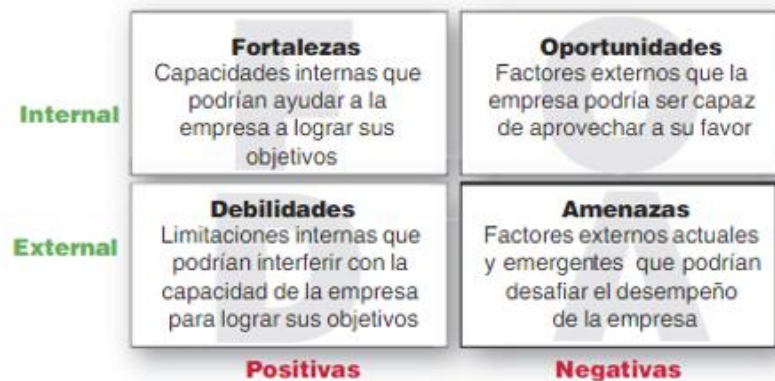 Fortalezas
Capacidades internas que
podrían ayudar a la
empresa a lograr sus
objetivos
Oportunidades
Factores externos que la
empresa podría ser capaz
de aprovechar a su favor
Internal
Debilidades
Limitaciones internas que
podrían interferir con la
capacidad de la empresa
para lograr sus objetivos
Amenazas
Factores externos actuales
y emergentes que podrían
desafiar el desempeño
de la empresa
External
Positivas
Negativas
F
O
D
A